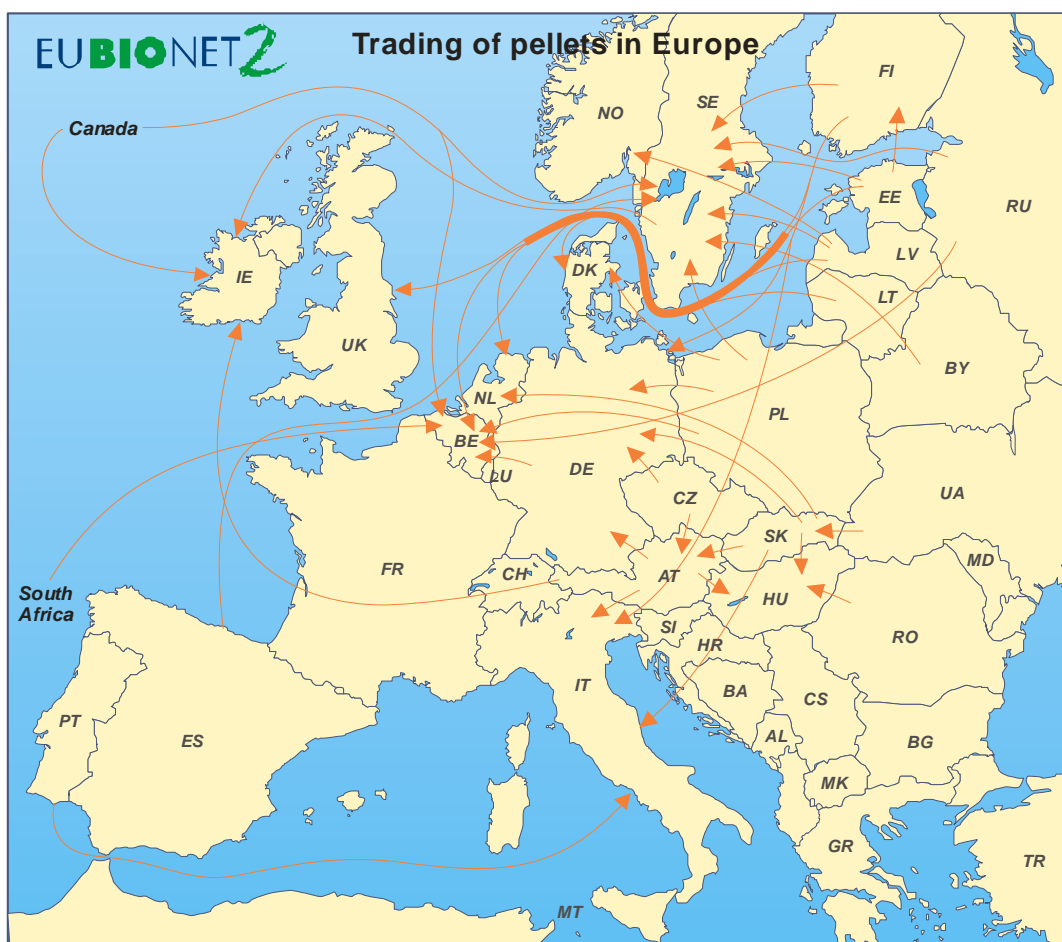 EUBIONET2
Trading of pellets in Europe
FI
SE
NO
Canada
EE
RU
LV
DK
IE
LT
UK
BY
NL
PL
BE
DE
LU
CZ
UA
SK
FR
CH
AT
MD
South
Africa
HU
SI
HR
RO
IT
BA
CS
PT
ES
AL
BG
MK
GR
TR
MT